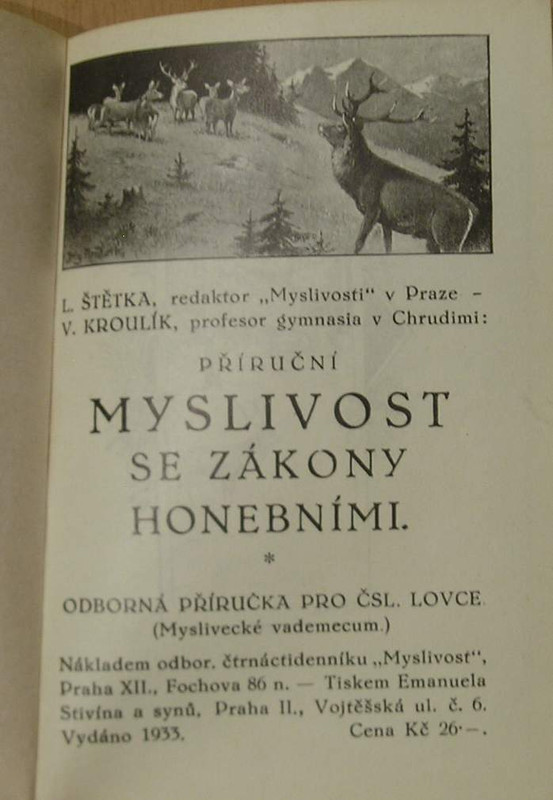 L. ŠTĚTKA, redaktor „Myslivosti" v Praze –
V. KROULÍK, profesor gymnasia v Chrudimi:
PŘÍRUČNÍ
MYSLIVOST
SE ZÁKONY
HONEBNÍMI.
*
ODBORNÁ PŘÍRUČKA PRO ČSL. LOVCE.
(Myslivecké vademecum.)
Nákladem odbor. čtrnáctidenníku „Myslivost",
Praha XII., Fochova 86 n. — Tiskem Emanuela
Stivína a synů, Praha II., Vojtěšská ul. č. 6.
Vydáno 1933. Cena Kč 26·–.